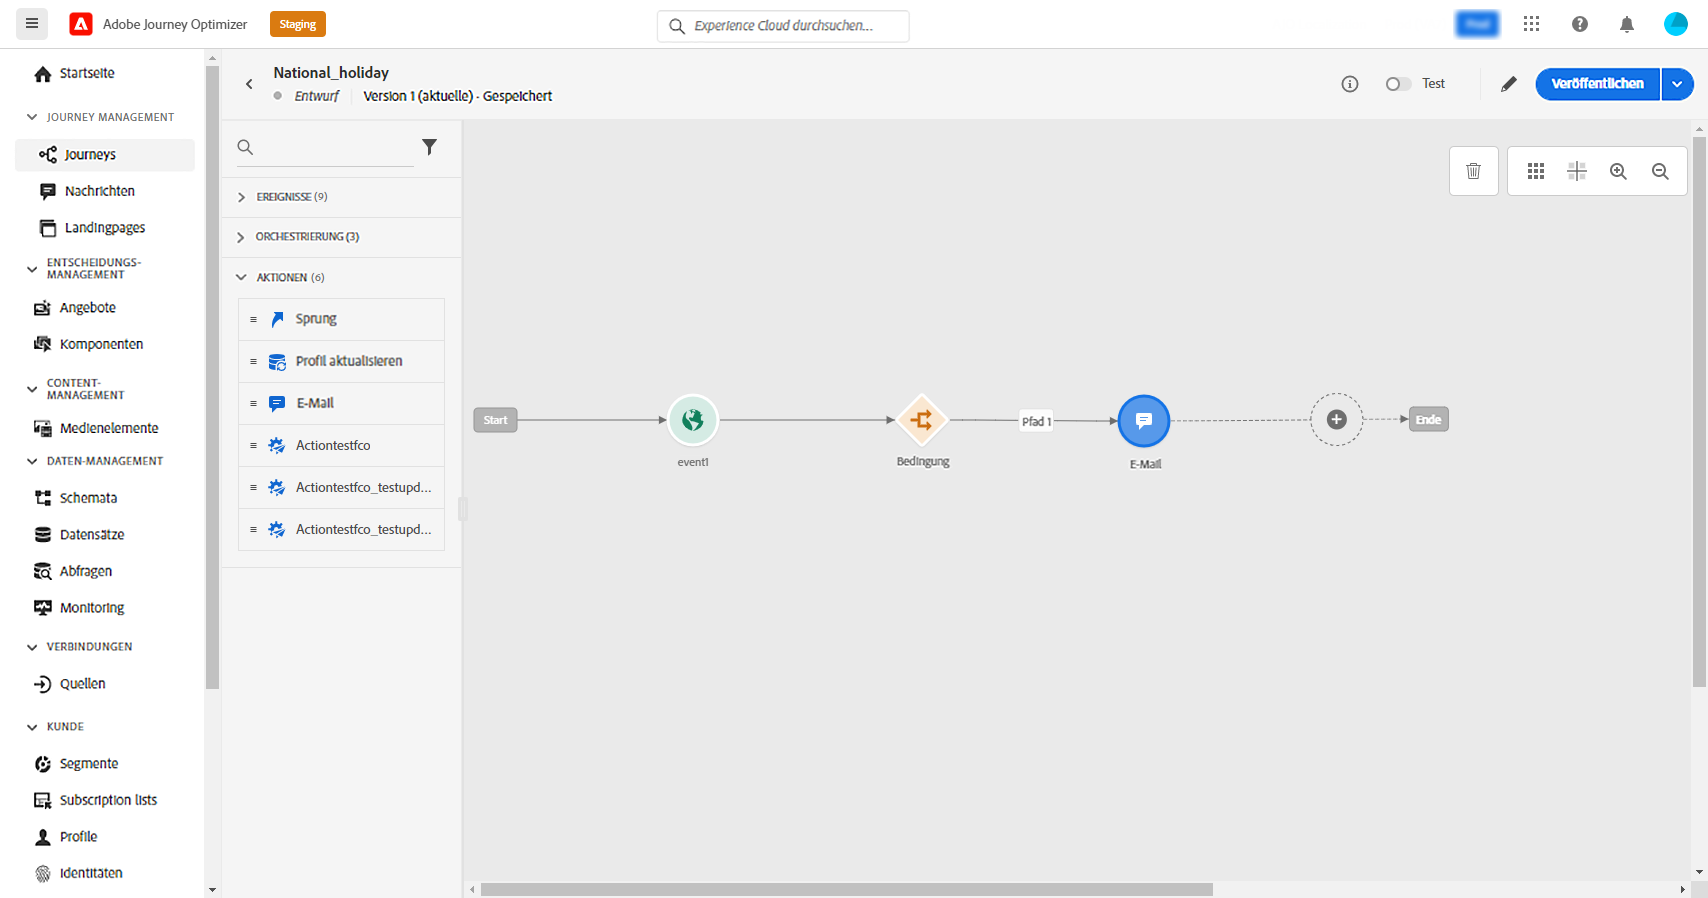 Adobe Journey Optimizer
Staging
Experience Cloud durchsuchen...
Startseite
JOURNEY MANAGEMENT
Journeys
Nachrichten
Landingpages
ENTSCHEIDUNGS-
MANAGEMENT
Angebote
Komponenten
CONTENT-
MANAGEMENT
Medienelemente
DATEN-MANAGEMENT
Schemata
Datensätze
Abfragen
Monitoring
VERBINDUNGEN
Quellen
KUNDE
Segmente
Subscription lists
Profile
Identitäten
National_holiday
Entwurf
Version 1 (aktuelle) - Gespeichert
Test
Veröffentlichen
EREIGNISSE (9)
ORCHESTRIERUNG (3)
AKTIONEN (6)
Sprung
Profil aktualisieren
E-Mail
Actiontestfco
Actiontestfco_testupd...
Actiontestfco_testupd...
Start
event1
Bedingung
Pfad 1
E-Mail
Ende